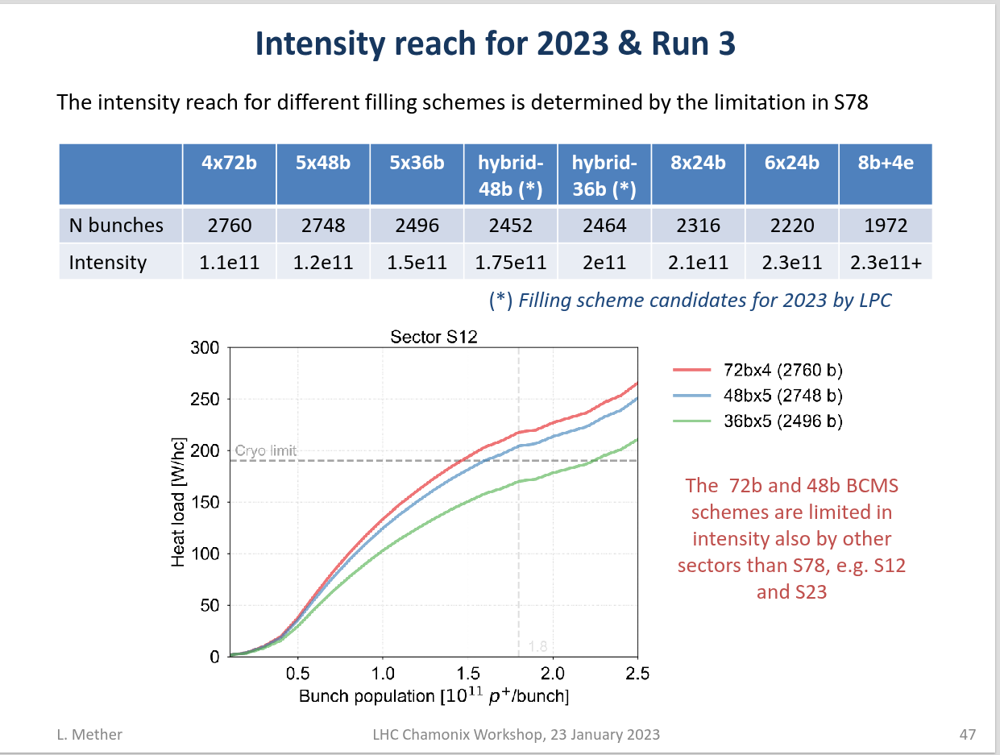 Intensity reach for 2023 & Run 3
The intensity reach for different filling schemes is determined by the limitation in S78
4x72b 5x48b 5x36b hybrid-48b (*) hybrid-36b (*) 8x24b 6x24b 8b+4e
N bunches 2760 2748 2496 2452 2464 2316 2220 1972
Intensity 1.1e11 1.2e11 1.5e11 1.75e11 2e11 2.1e11 2.3e11 2.3e11+
(*) Filling scheme candidates for 2023 by LPC
Sector S12
300
250
200
150
100
50
0
Heat load [W/hc]
Cryo limit
1.8
0.5 1.0 1.5 2.0 2.5
Bunch population [10¹¹ p⁺/bunch]
72bx4 (2760 b)
48bx5 (2748 b)
36bx5 (2496 b)
The 72b and 48b BCMS
schemes are limited in
intensity also by other
sectors than S78, e.g. S12
and S23
L. Mether
LHC Chamonix Workshop, 23 January 2023
47